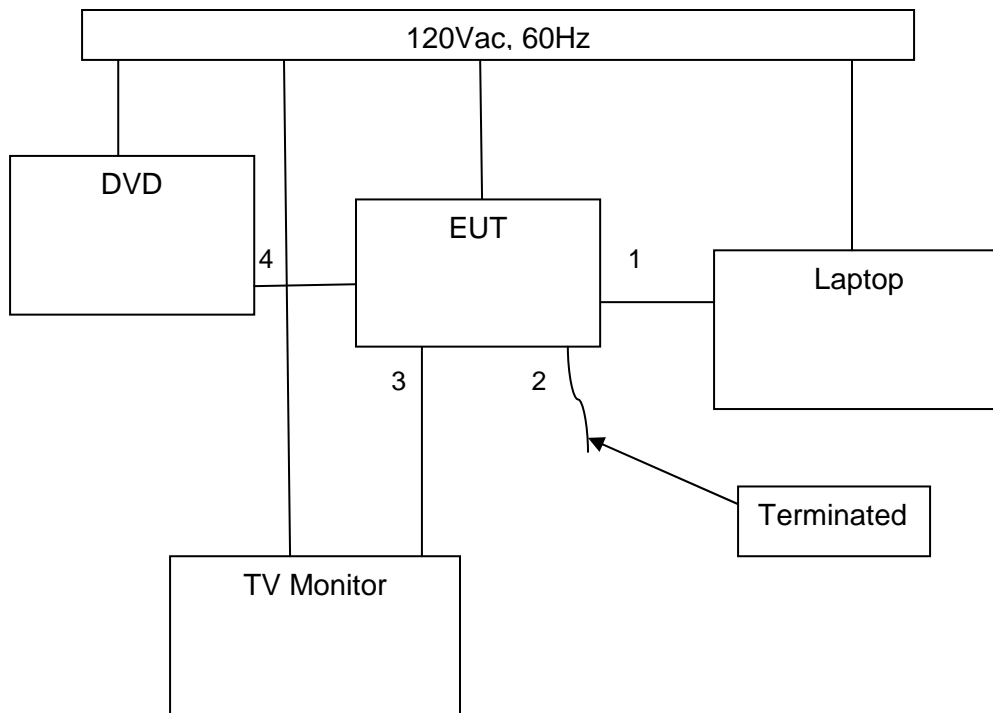 120Vac, 60Hz
DVD
EUT
4
1
Laptop
3
2
Terminated
TV Monitor